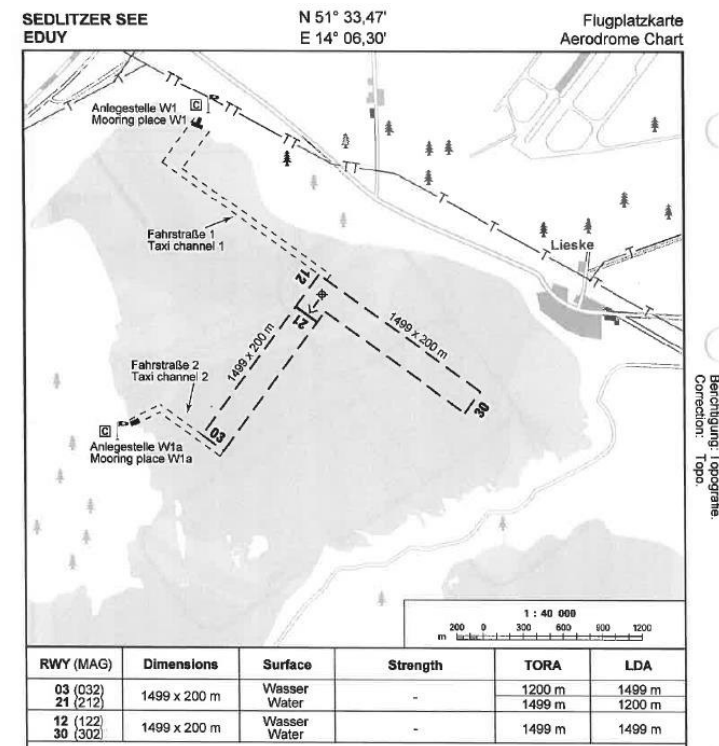 SEDLITZER SEE
EDUY
N 51° 33,47'
E 14° 06,30'
Flugplatzkarte
Aerodrome Chart
Anlegestelle W1
Mooring place W1
C
Fahrstraße 1
Taxi channel 1
Lieske
12
21
1499 x 200 m
1499 x 200 m
30
03
Fahrstraße 2
Taxi channel 2
C
Anlegestelle W1a
Mooring place W1a
Berichtigung: Topografie.
Correction: Topo.
1 : 40 000
m 200 0 300 600 900 1200
RWY (MAG) Dimensions Surface Strength TORA LDA
03 (032) 1499 x 200 m Wasser - 1200 m 1499 m
21 (212) Water 1499 m 1200 m
12 (122) 1499 x 200 m Wasser - 1499 m 1499 m
30 (302) Water